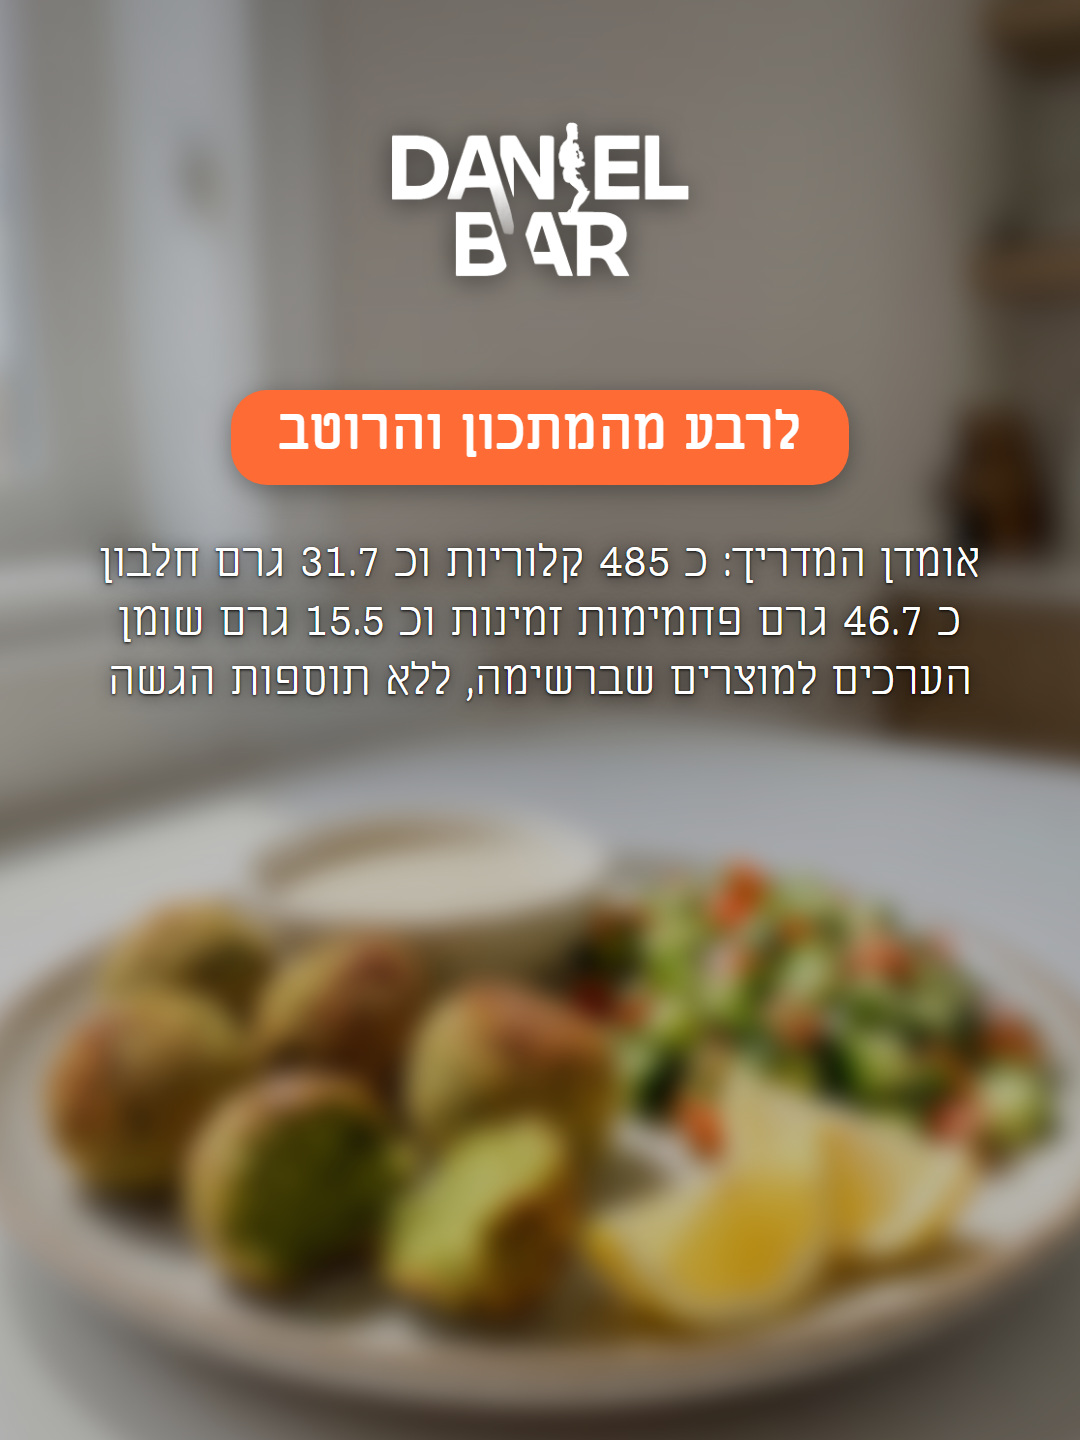 DANIEL
BAR
לרבע מהמתכון והרוטב
אומדן המדריך: כ 485 קלוריות וכ 31.7 גרם חלבון
כ 46.7 גרם פחמימות זמינות וכ 15.5 גרם שומן
הערכים למוצרים שברשימה, ללא תוספות הגשה